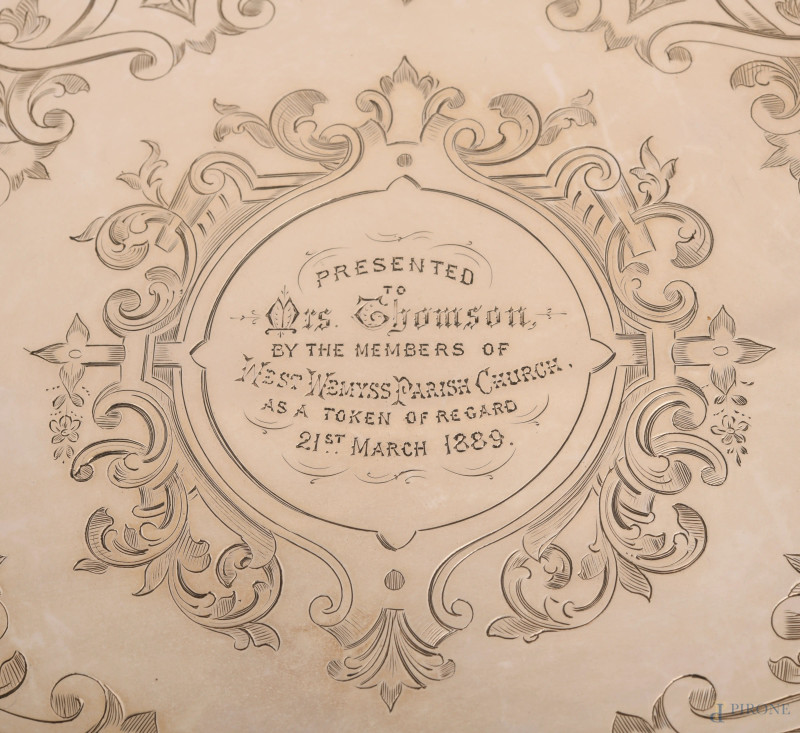 PRESENTED
TO
Mrs. Thomson,
BY THE MEMBERS OF
WEST WEMYSS PARISH CHURCH.
AS A TOKEN OF REGARD
21ST MARCH 1889.
PIRONE